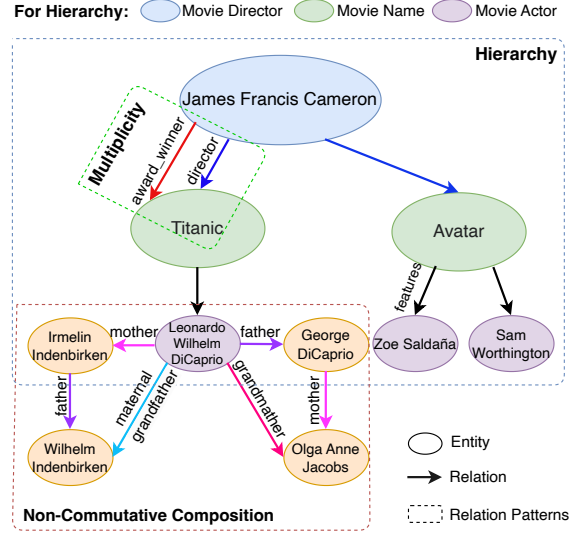 For Hierarchy: Movie Director Movie Name Movie Actor
Hierarchy
James Francis Cameron
Multiplicity
award_winner
director
Titanic
Avatar
features
Irmelin
Indenbirken
mother
Leonardo
Wilhelm
DiCaprio
father
George
DiCaprio
Zoe Saldaña
Sam
Worthington
father
maternal
grandfather
grandmather
mother
Wilhelm
Indenbirken
Olga Anne
Jacobs
Entity
Relation
Relation Patterns
Non-Commutative Composition